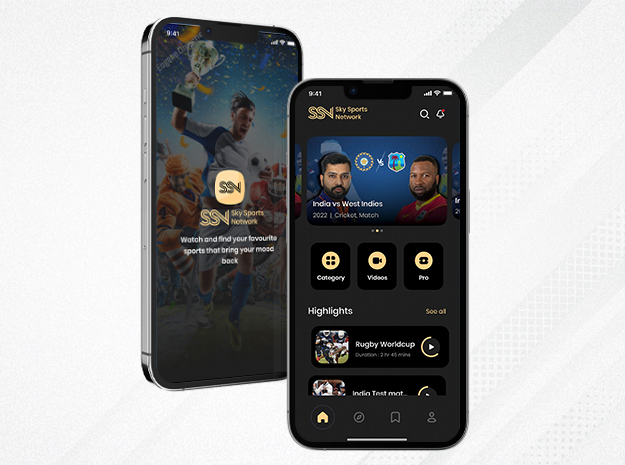 9:41
SSN
SSN Sky Sports
Network
Watch and find your favourite
sports that bring your mood
back
9:41
SSN Sky Sports
Network
VS
India vs West Indies
2022 | Cricket, Match
Category
Videos
Pro
Highlights
See all
Rugby Worldcup
Duration : 2 hr 45 mins
India Test mat...